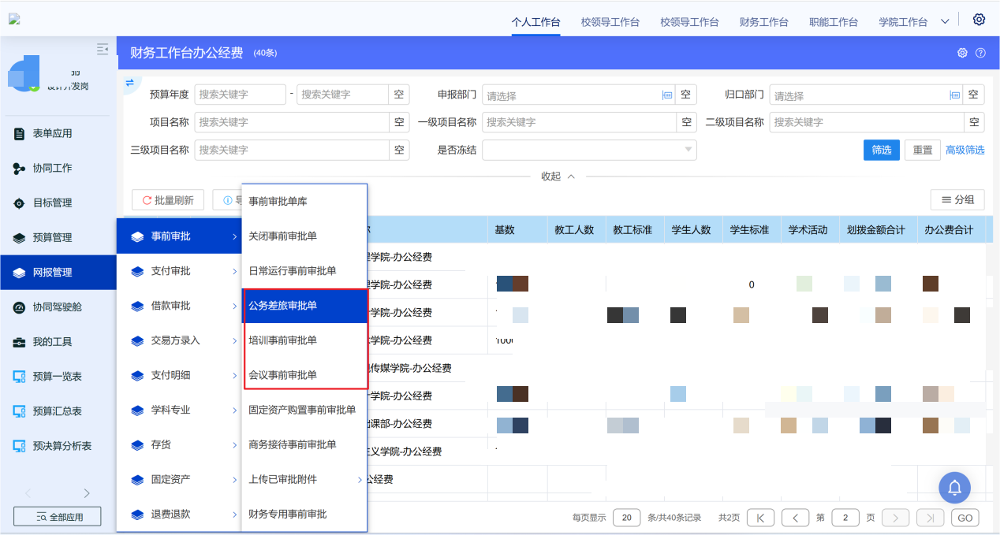 个人工作台 校领导工作台 校领导工作台 财务工作台 职能工作台 学院工作台
财务工作台办公经费 (40条)
设计开发岗
预算年度 搜索关键字 - 搜索关键字 空 申报部门 请选择 空 归口部门 请选择 空
项目名称 搜索关键字 空 一级项目名称 搜索关键字 空 二级项目名称 搜索关键字 空
三级项目名称 搜索关键字 空 是否冻结 筛选 重置 高级筛选
收起
批量刷新 分组
表单应用
协同工作
目标管理
预算管理
网报管理
协同驾驶舱
我的工具
预算一览表
预算汇总表
预决算分析表
全部应用
事前审批
支付审批
借款审批
交易方录入
支付明细
学科专业
存货
固定资产
退费退款
事前审批单库
关闭事前审批单
日常运行事前审批单
公务差旅审批单
培训事前审批单
会议事前审批单
固定资产购置事前审批单
商务接待事前审批单
上传已审批附件
财务专用事前审批
基数 教工人数 教工标准 学生人数 学生标准 学术活动 划拨金额合计 办公费合计
学院-办公经费
学院-办公经费 0
学院-办公经费
学院-办公经费
传媒学院-办公经费
学院-办公经费
课部-办公经费
义学院-办公经费
公经费
每页显示 20 条/共40条记录 共2页 第 2 页 GO